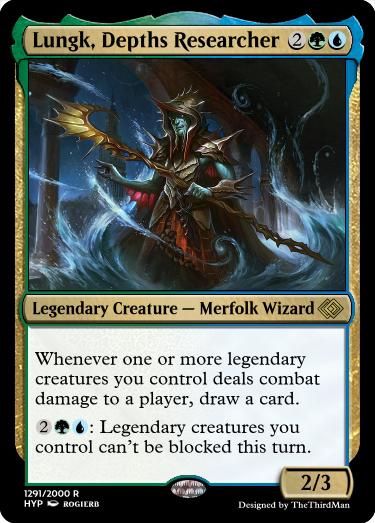 Lungk, Depths Researcher 2
Legendary Creature — Merfolk Wizard
Whenever one or more legendary
creatures you control deals combat
damage to a player, draw a card.
2: Legendary creatures you
control can't be blocked this turn.
2/3
1291/2000 R
HYP ROGIERB
Designed by TheThirdMan